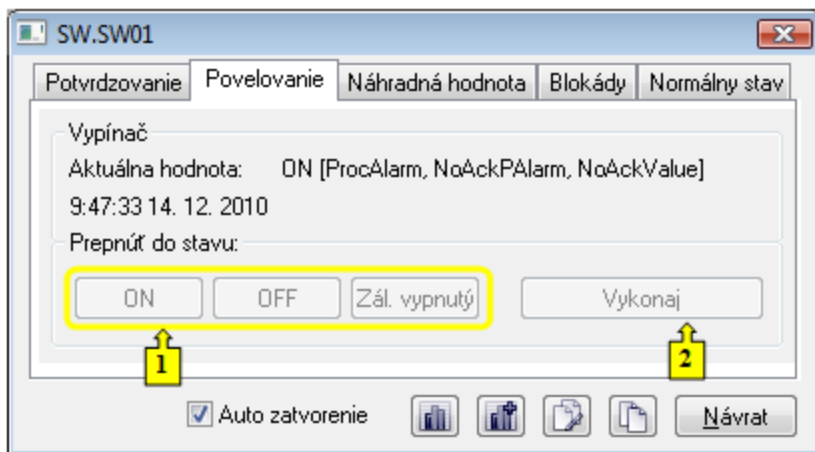 SW.SW01
Potvrdzovanie Povelovanie Náhradná hodnota Blokády Normálny stav
Vypínač
Aktuálna hodnota: ON [ProcAlarm, NoAckPAlarm, NoAckValue]
9:47:33 14. 12. 2010
Prepnúť do stavu:
ON OFF Zál. vypnutý Vykonaj
1 2
Auto zatvorenie Návrat